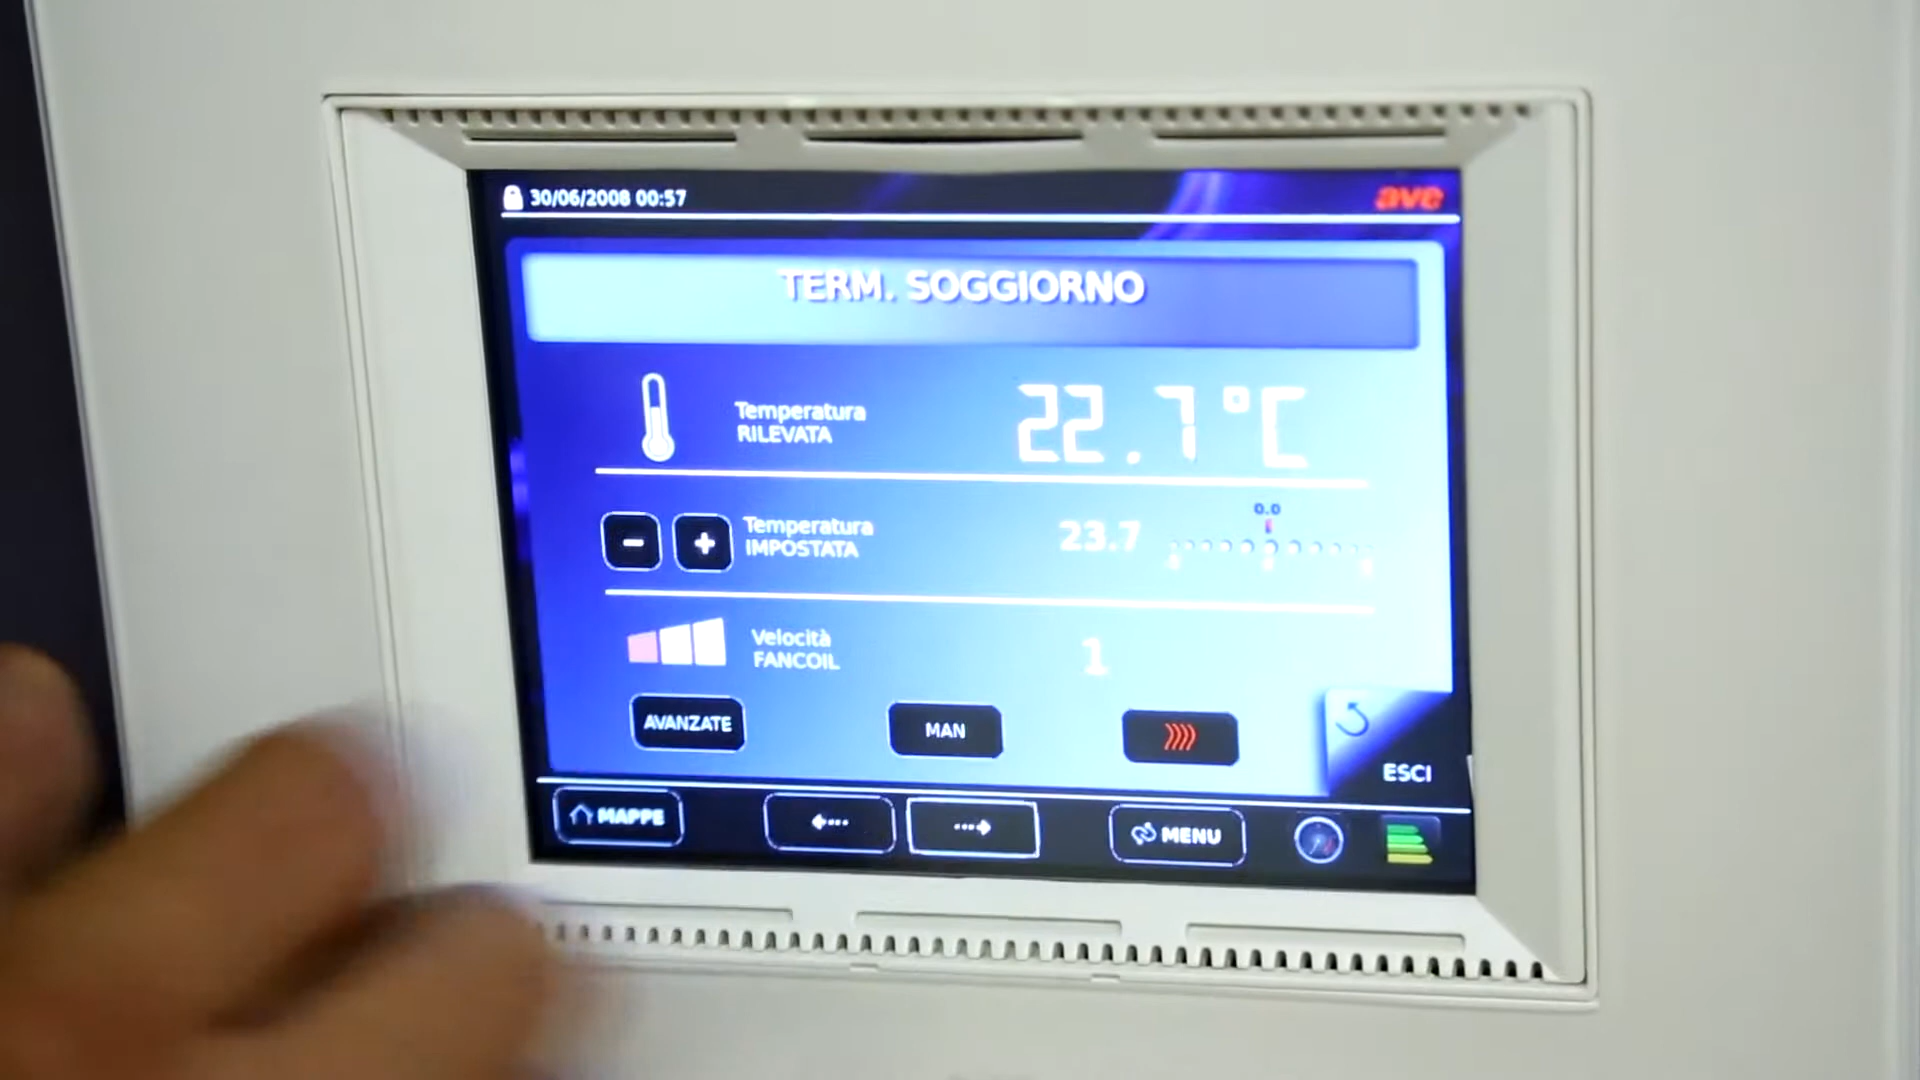 30/06/2008 00:57
ave
TERM. SOGGIORNO
Temperatura
RILEVATA
22.7°C
0.0
- +
Temperatura
IMPOSTATA
23.7
Velocità
FANCOIL
1
AVANZATE
MAN
ESCI
MAPPE
MENU